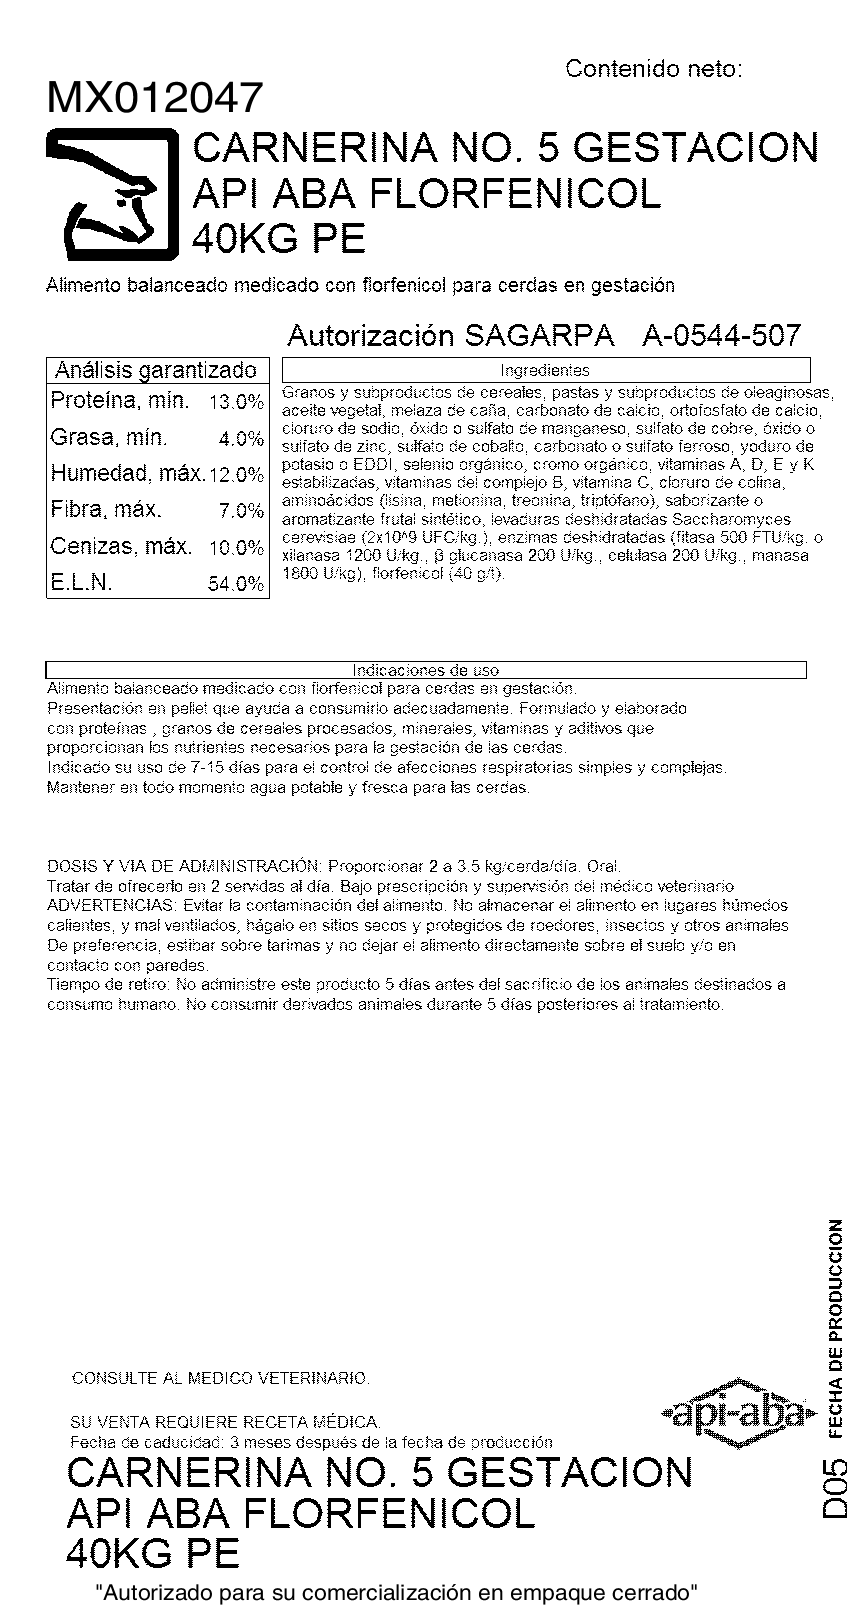 Contenido neto:
MX012047
CARNERINA NO. 5 GESTACION
API ABA FLORFENICOL
40KG PE
Alimento balanceado medicado con florfenicol para cerdas en gestación
Autorización SAGARPA A-0544-507
Análisis garantizado
Proteína, mín. 13.0%
Grasa, mín. 4.0%
Humedad, máx. 12.0%
Fibra, máx. 7.0%
Cenizas, máx. 10.0%
E.L.N. 54.0%
Ingredientes
Granos y subproductos de cereales, pastas y subproductos de oleaginosas,
aceite vegetal, melaza de caña, carbonato de calcio, ortofosfato de calcio,
cloruro de sodio, óxido o sulfato de manganeso, sulfato de cobre, óxido o
sulfato de zinc, sulfato de cobalto, carbonato o sulfato ferroso, yoduro de
potasio o EDDI, selenio orgánico, cromo orgánico, vitaminas A, D, E y K
estabilizadas, vitaminas del complejo B, vitamina C, cloruro de colina,
aminoácidos (lisina, metionina, treonina, triptófano), saborizante o
aromatizante frutal sintético, levaduras deshidratadas Saccharomyces
cerevisiae (2x10^9 UFC/kg.), enzimas deshidratadas (fitasa 500 FTU/kg. o
xilanasa 1200 U/kg., β glucanasa 200 U/kg., celulasa 200 U/kg., manasa
1800 U/kg), florfenicol (40 g/t).
Indicaciones de uso
Alimento balanceado medicado con florfenicol para cerdas en gestación.
Presentación en pellet que ayuda a consumirlo adecuadamente. Formulado y elaborado
con proteínas , granos de cereales procesados, minerales, vitaminas y aditivos que
proporcionan los nutrientes necesarios para la gestación de las cerdas.
Indicado su uso de 7-15 días para el control de afecciones respiratorias simples y complejas.
Mantener en todo momento agua potable y fresca para las cerdas.
DOSIS Y VIA DE ADMINISTRACIÓN: Proporcionar 2 a 3.5 kg/cerda/día. Oral.
Tratar de ofrecerlo en 2 servidas al día. Bajo prescripción y supervisión del médico veterinario
ADVERTENCIAS: Evitar la contaminación del alimento. No almacenar el alimento en lugares húmedos
calientes, y mal ventilados, hágalo en sitios secos y protegidos de roedores, insectos y otros animales
De preferencia, estibar sobre tarimas y no dejar el alimento directamente sobre el suelo y/o en
contacto con paredes.
Tiempo de retiro: No administre este producto 5 días antes del sacrificio de los animales destinados a
consumo humano. No consumir derivados animales durante 5 días posteriores al tratamiento.
FECHA DE PRODUCCION
D05
CONSULTE AL MEDICO VETERINARIO.
api-aba
SU VENTA REQUIERE RECETA MÉDICA.
Fecha de caducidad: 3 meses después de la fecha de producción
CARNERINA NO. 5 GESTACION
API ABA FLORFENICOL
40KG PE
"Autorizado para su comercialización en empaque cerrado"